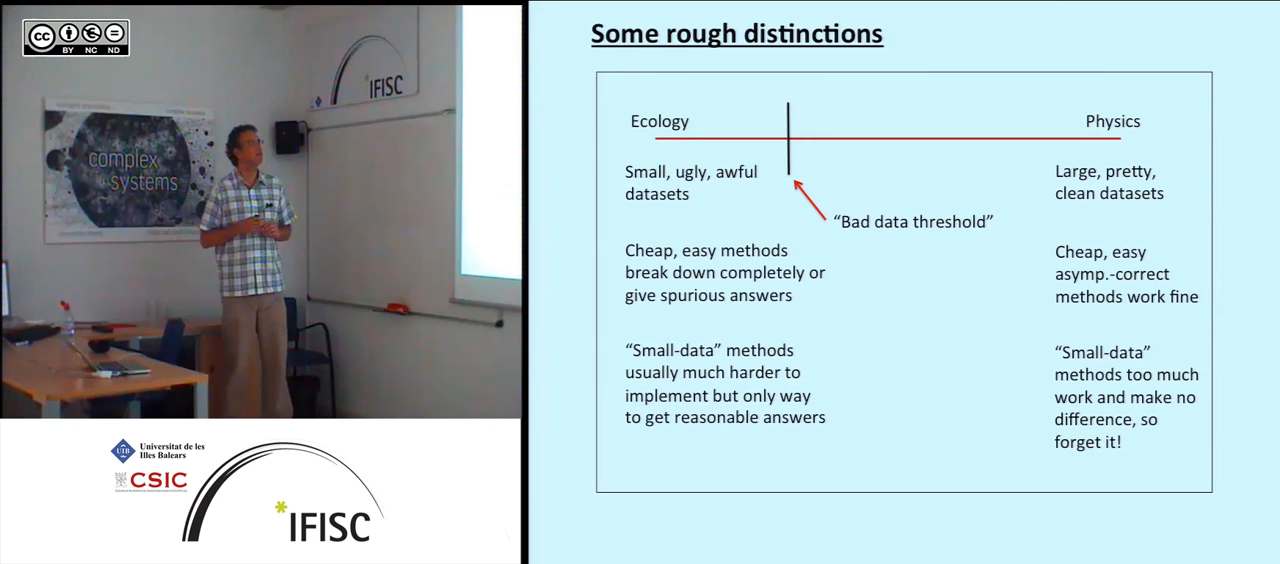 CC
BY NC ND
IFISC
complex
systems
Universitat de les
Illes Balears
UIB
CSIC
IFISC
Some rough distinctions
Ecology
Physics
Small, ugly, awful
datasets
Large, pretty,
clean datasets
“Bad data threshold”
Cheap, easy methods
break down completely or
give spurious answers
Cheap, easy
asymp.-correct
methods work fine
“Small-data” methods
usually much harder to
implement but only way
to get reasonable answers
“Small-data”
methods too much
work and make no
difference, so
forget it!